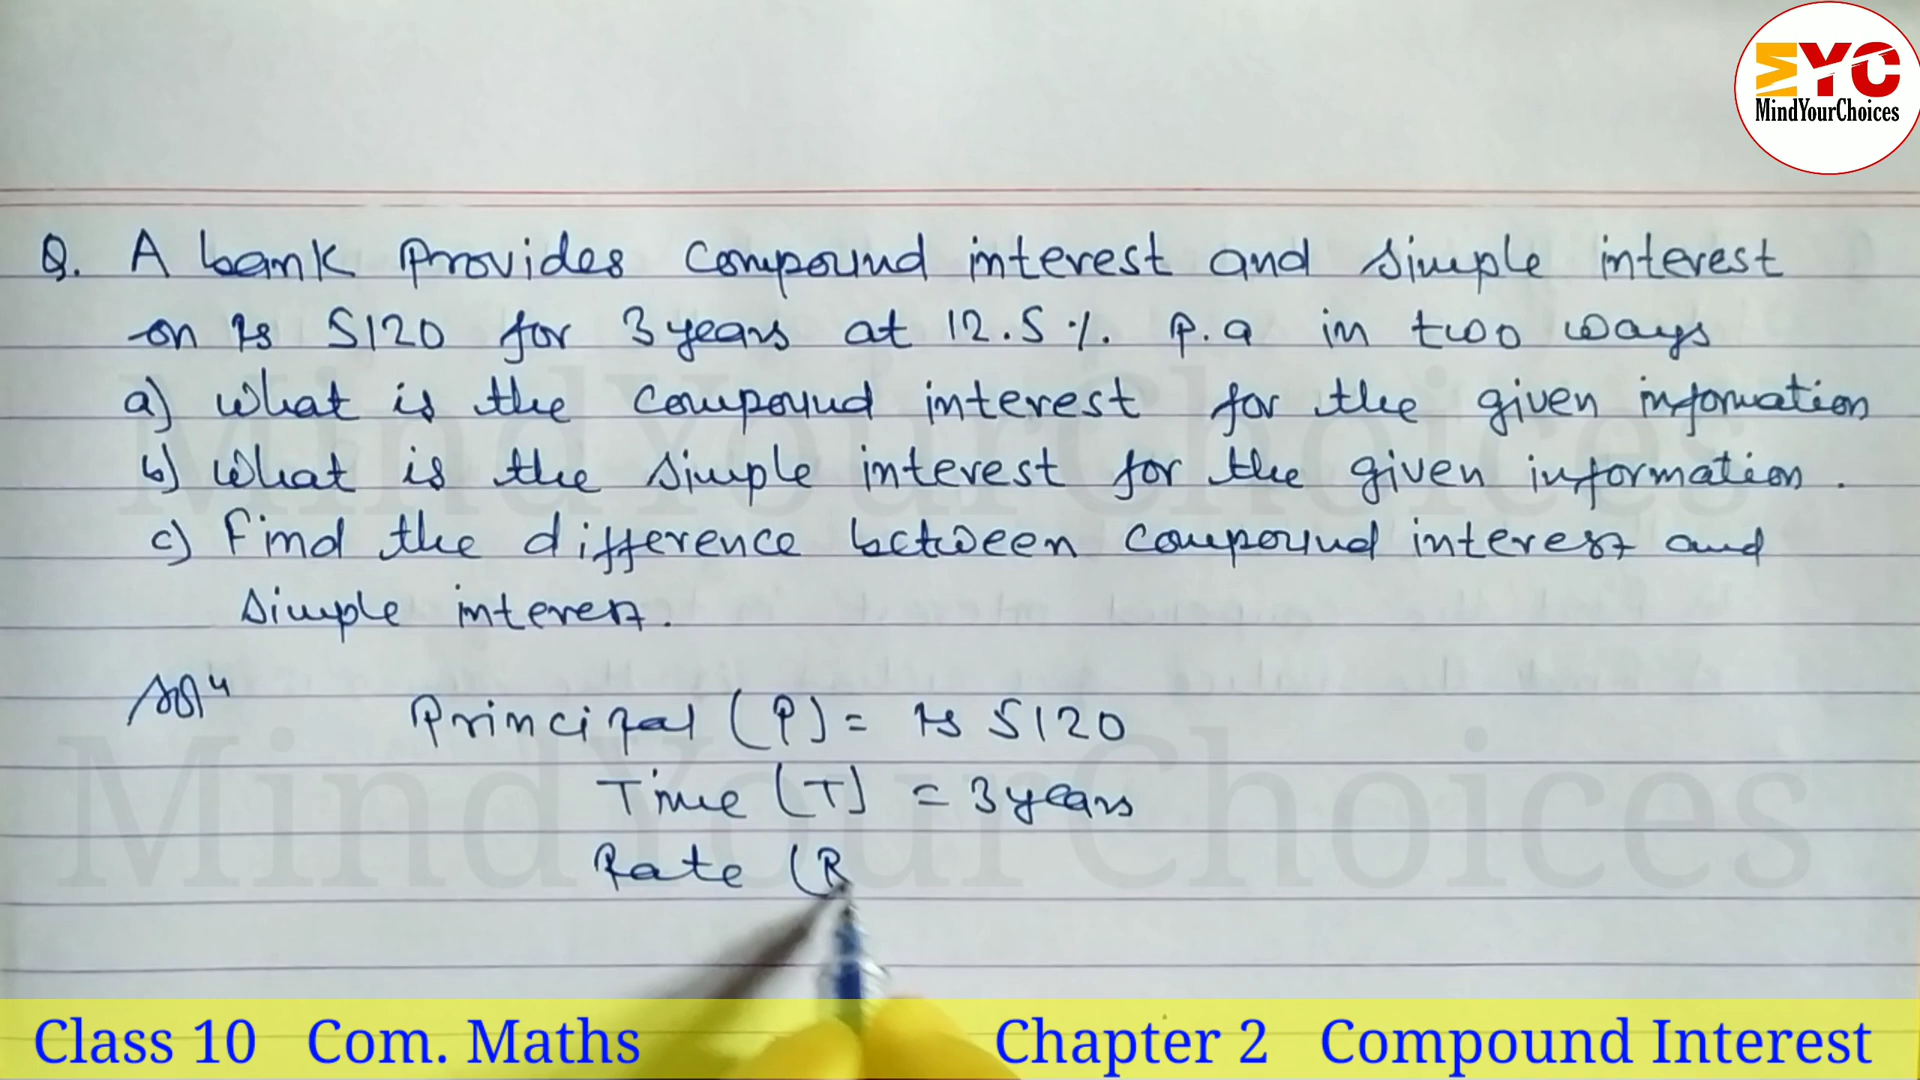 MYC
MindYourChoices
Q. A bank provides compound interest and simple interest
on Rs 5120 for 3 years at 12.5 %. P.a in two ways
a) What is the compound interest for the given information
b) What is the simple interest for the given information.
c) Find the difference between compound interest and
simple interest.
Solⁿ Principal (P) = Rs 5120
Time (T) = 3 years
Rate (R
MindYourChoices
MindYourChoices
Class 10 Com. Maths Chapter 2 Compound Interest